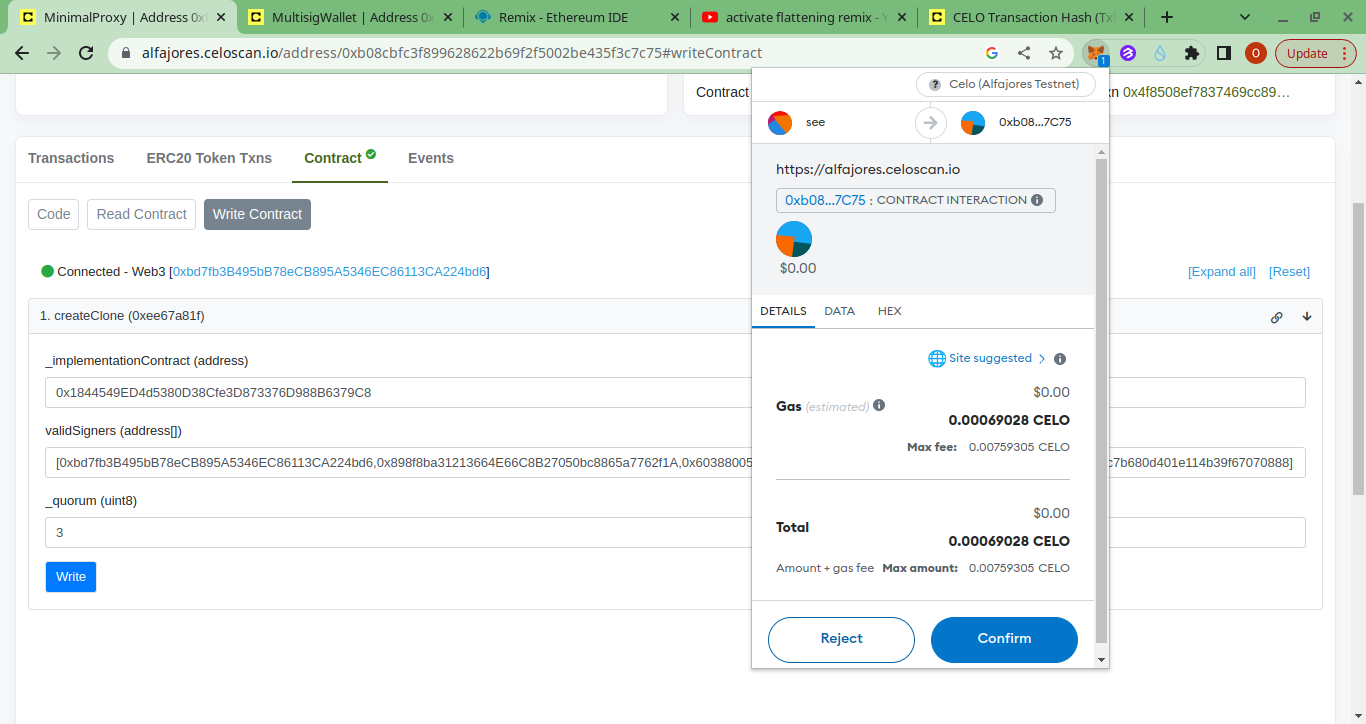 MinimalProxy | Address 0x
MultisigWallet | Address 0x
Remix - Ethereum IDE
activate flattening remix - Y
CELO Transaction Hash (Tx
alfajores.celoscan.io/address/0xb08cbfc3f899628622b69f2f5002be435f3c7c75#writeContract
1
O
Update
Contract
xn 0x4f8508ef7837469cc89...
Transactions
ERC20 Token Txns
Contract
Events
Code
Read Contract
Write Contract
Connected - Web3 [0xbd7fb3B495bB78eCB895A5346EC86113CA224bd6]
[Expand all]
[Reset]
1. createClone (0xee67a81f)
_implementationContract (address)
0x1844549ED4d5380D38Cfe3D873376D988B6379C8
validSigners (address[])
[0xbd7fb3B495bB78eCB895A5346EC86113CA224bd6,0x898f8ba31213664E66C8B27050bc8865a7762f1A,0x60388005
c7b680d401e114b39f67070888]
_quorum (uint8)
3
Write
Celo (Alfajores Testnet)
see
0xb08...7C75
https://alfajores.celoscan.io
0xb08...7C75 : CONTRACT INTERACTION
$0.00
DETAILS
DATA
HEX
Site suggested
Gas (estimated)
$0.00
0.00069028 CELO
Max fee: 0.00759305 CELO
Total
$0.00
0.00069028 CELO
Amount + gas fee Max amount: 0.00759305 CELO
Reject
Confirm